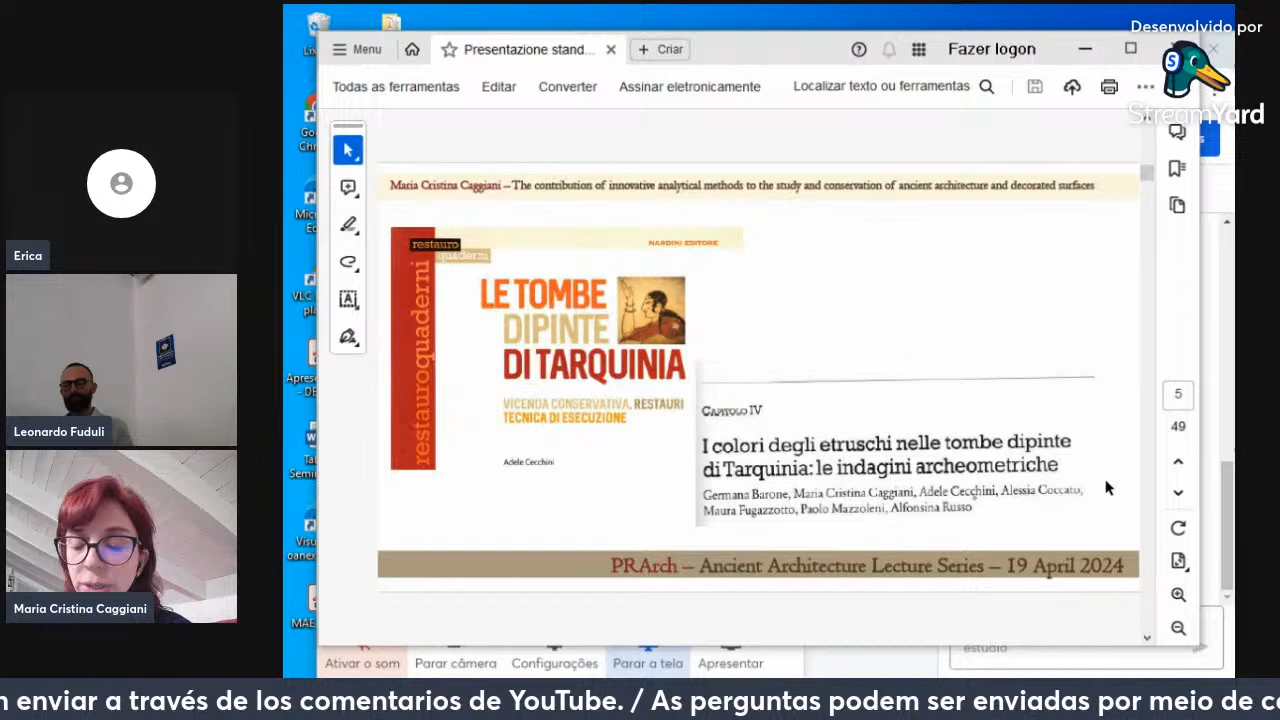 Desenvolvido por
StreamYard
Menu
Presentazione stand...
Criar
Fazer logon
Todas as ferramentas
Editar
Converter
Assinar eletronicamente
Localizar texto ou ferramentas
Maria Cristina Caggiani – The contribution of innovative analytical methods to the study and conservation of ancient architecture and decorated surfaces
restauro
quaderni
NARDINI EDITORE
restauroquaderni
LE TOMBE
DIPINTE
DI TARQUINIA
VICENDA CONSERVATIVA, RESTAURI
TECNICA DI ESECUZIONE
Adele Cecchini
CAPITOLO IV
I colori degli etruschi nelle tombe dipinte
di Tarquinia: le indagini archeometriche
Germana Barone, Maria Cristina Caggiani, Adele Cecchini, Alessia Coccato,
Maura Fugazzotto, Paolo Mazzoleni, Alfonsina Russo
PRArch – Ancient Architecture Lecture Series – 19 April 2024
5
49
Erica
Leonardo Fuduli
Maria Cristina Caggiani
Ativar o som
Parar câmera
Configurações
Parar a tela
Apresentar
estúdio
n enviar a través de los comentarios de YouTube. / As perguntas podem ser enviadas por meio de c